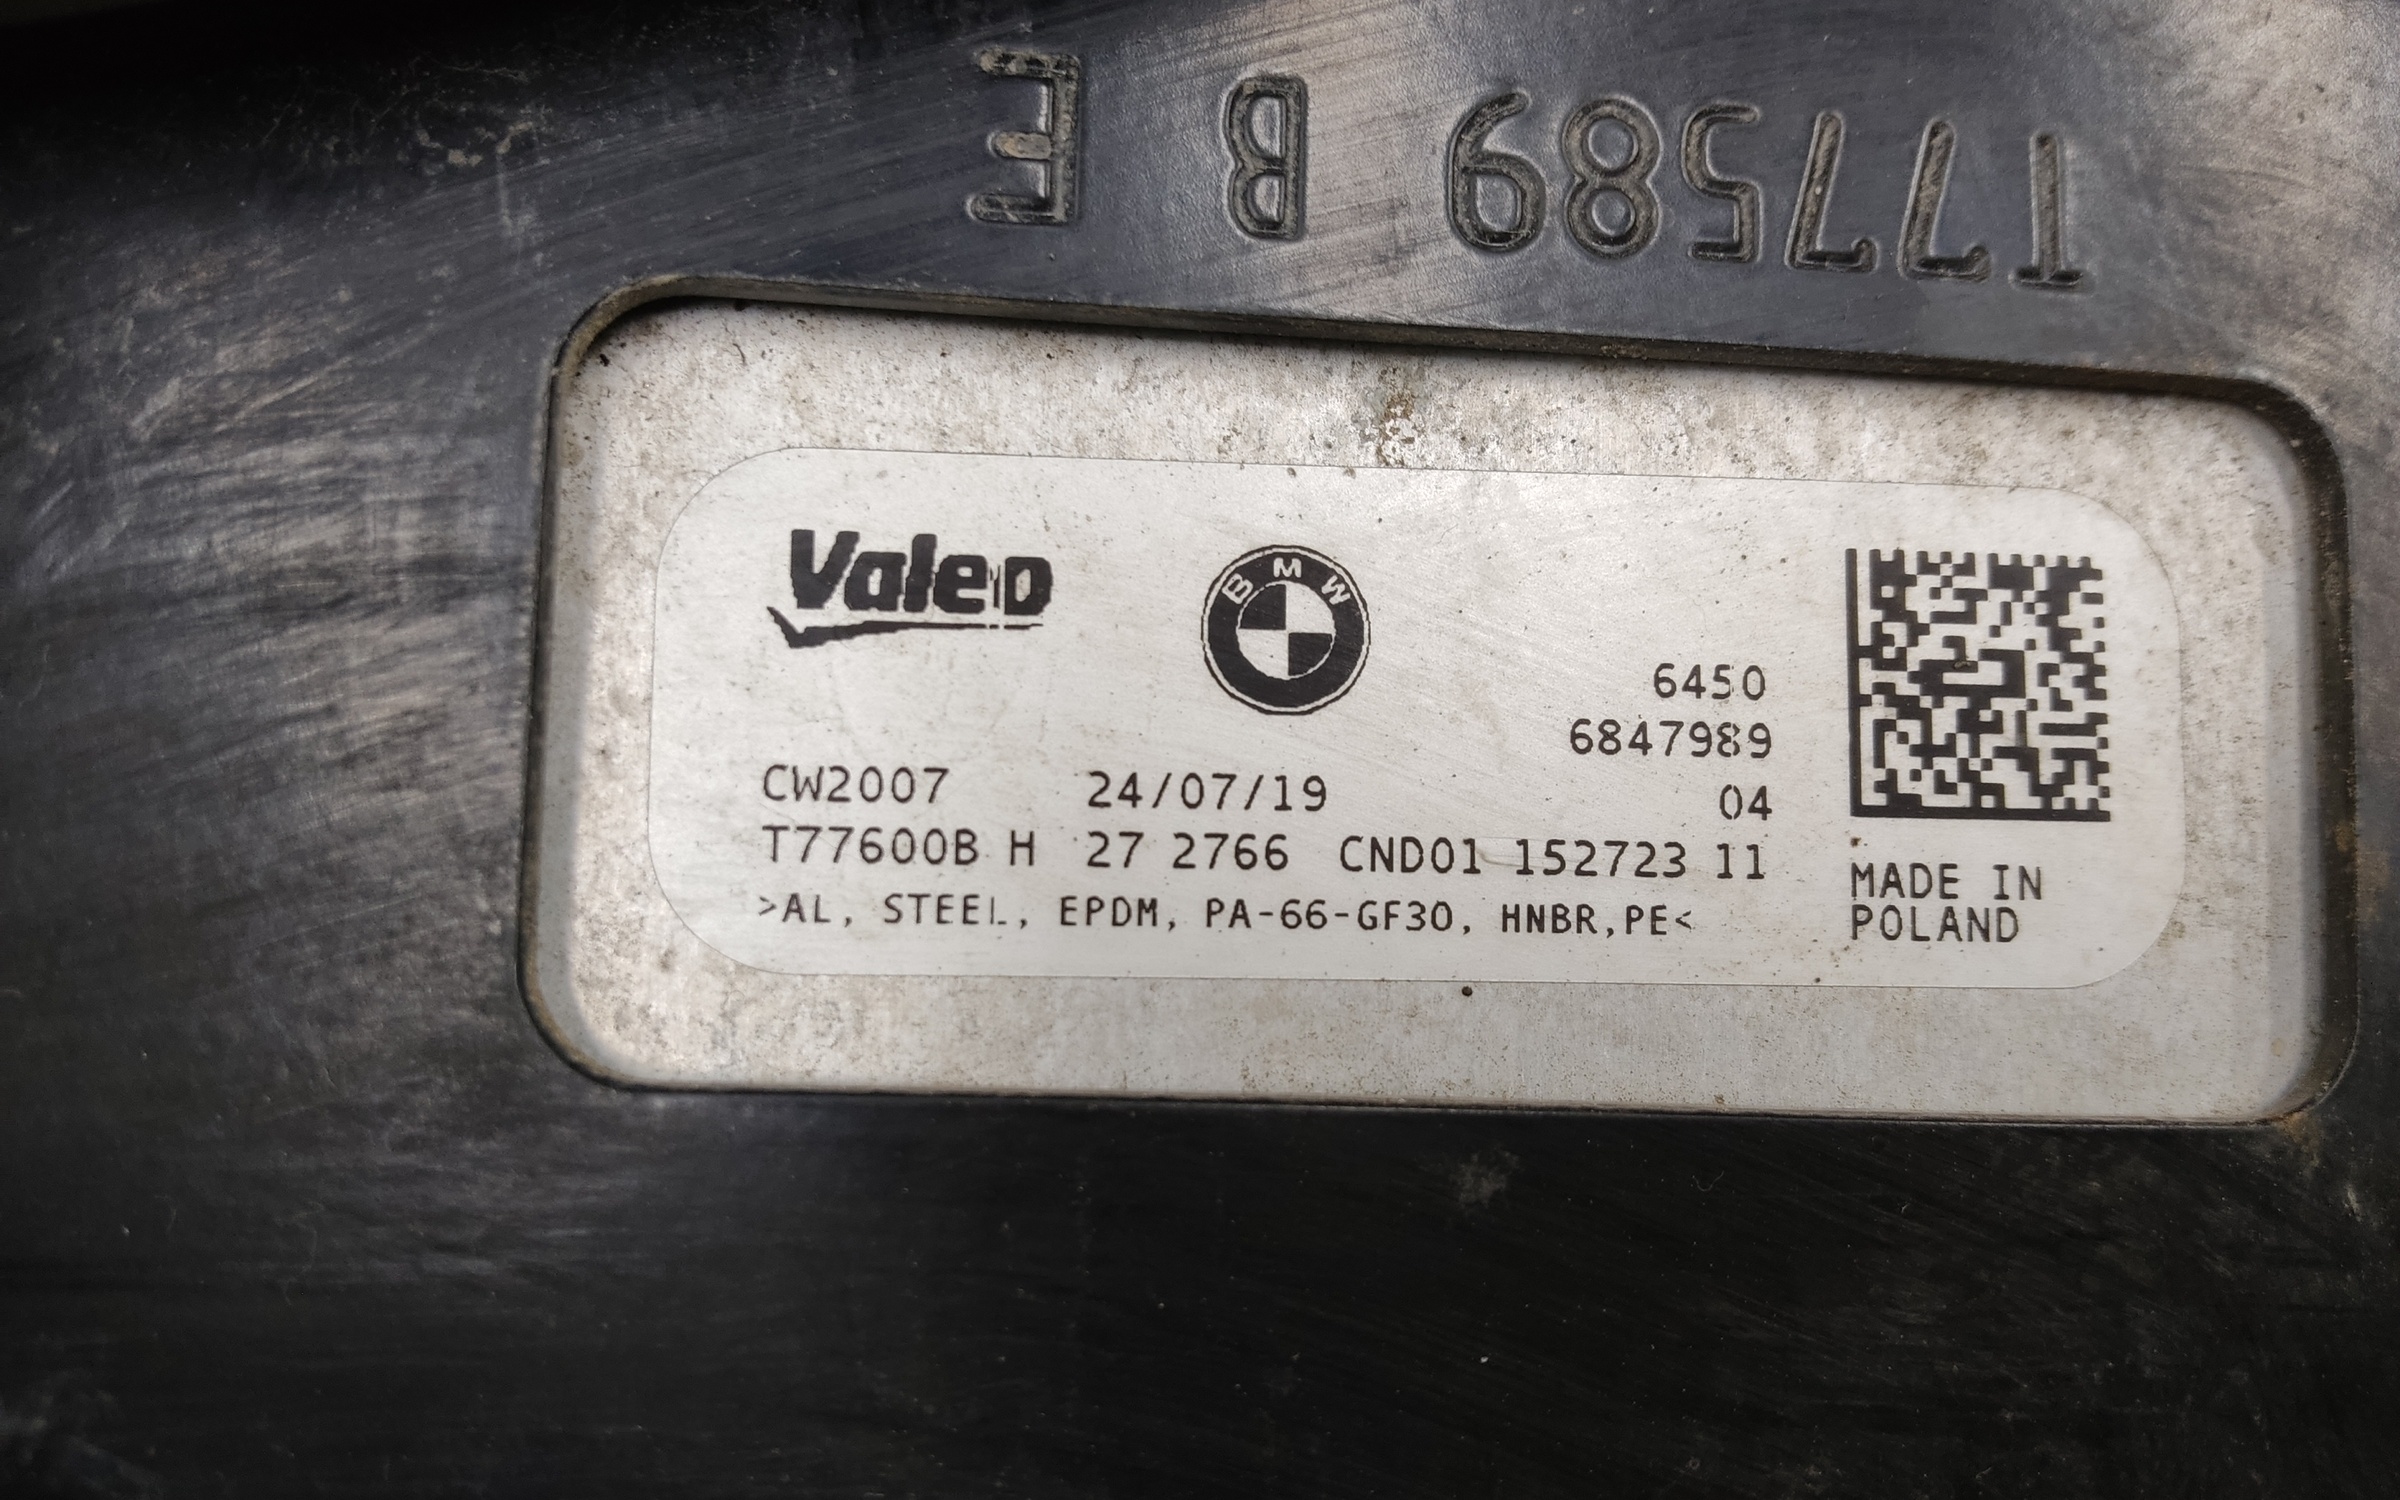 T77589 B E
Valeo
BMW
6450
6847989
CW2007 24/07/19 04
T77600B H 27 2766 CND01 152723 11
>AL, STEEL, EPDM, PA-66-GF30, HNBR,PE<
MADE IN
POLAND